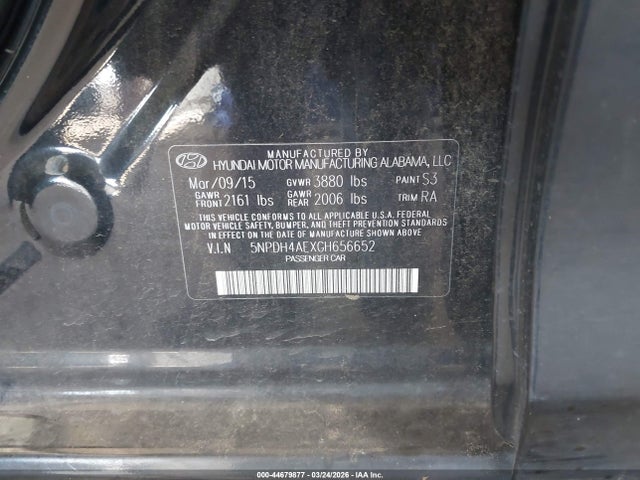 MANUFACTURED BY
HYUNDAI MOTOR MANUFACTURING ALABAMA, LLC
Mar/09/15 GVWR 3880 lbs PAINT S3
GAWR FRONT 2161 lbs GAWR REAR 2006 lbs TRIM RA
THIS VEHICLE CONFORMS TO ALL APPLICABLE U.S.A. FEDERAL
MOTOR VEHICLE SAFETY, BUMPER, AND THEFT PREVENTION STANDARDS
IN EFFECT ON THE DATE OF MANUFACTURE SHOWN ABOVE.
V.I.N 5NPDH4AEXGH656652
PASSENGER CAR
000-44679877 - 03/24/2026 - IAA Inc.